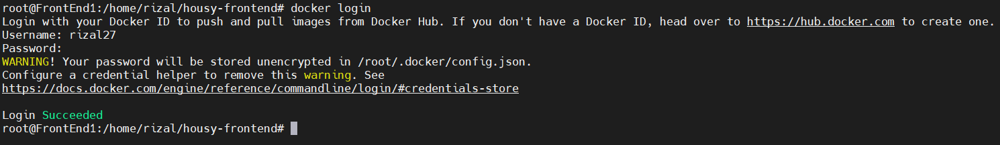 root@FrontEnd1:/home/rizal/housy-frontend# docker login
Login with your Docker ID to push and pull images from Docker Hub. If you don't have a Docker ID, head over to https://hub.docker.com to create one.
Username: rizal27
Password:
WARNING! Your password will be stored unencrypted in /root/.docker/config.json.
Configure a credential helper to remove this warning. See
https://docs.docker.com/engine/reference/commandline/login/#credentials-store
Login Succeeded
root@FrontEnd1:/home/rizal/housy-frontend#